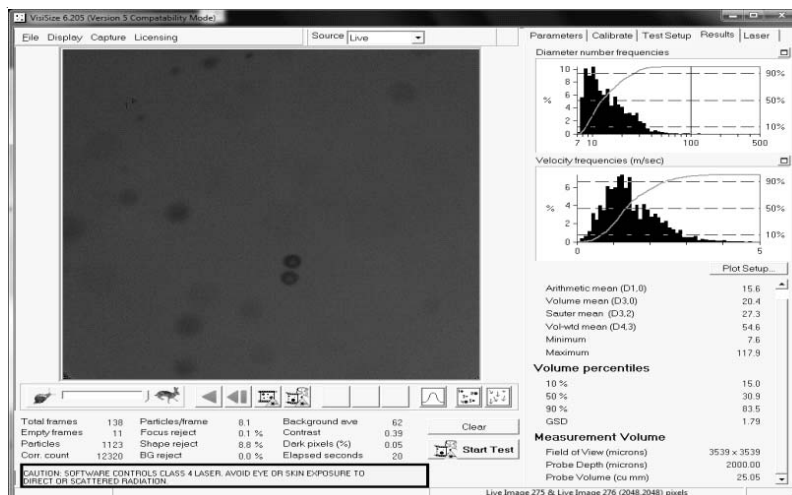 VisiSize 6.205 (Version 5 Compatability Mode)
File Display Capture Licensing
Source Live
Parameters Calibrate Test Setup Results Laser
Diameter number frequencies
10
8
6
4
2
0
%
90%
50%
10%
7 10 100 500
Velocity frequencies (m/sec)
6
4
2
0
%
90%
50%
10%
0 5
Plot Setup...
Arithmetic mean (D1,0) 15.6
Volume mean (D3,0) 20.4
Sauter mean (D3,2) 27.3
Vol-wtd mean (D4,3) 54.6
Minimum 7.6
Maximum 117.9
Volume percentiles
10 % 15.0
50 % 30.9
90 % 83.5
GSD 1.79
Measurement Volume
Field of View (microns) 3539 x 3539
Probe Depth (microns) 2000.00
Probe Volume (cu mm) 25.05
Total frames 138 Particles/frame 8.1 Background ave 62
Empty frames 11 Focus reject 0.1 % Contrast 0.39
Particles 1123 Shape reject 8.8 % Dark pixels (%) 0.05
Corr. count 12320 BG reject 0.0 % Elapsed seconds 20
Clear
Start Test
CAUTION: SOFTWARE CONTROLS CLASS 4 LASER. AVOID EYE OR SKIN EXPOSURE TO
DIRECT OR SCATTERED RADIATION.
Live Image 275 & Live Image 276 (2048,2048) pixels